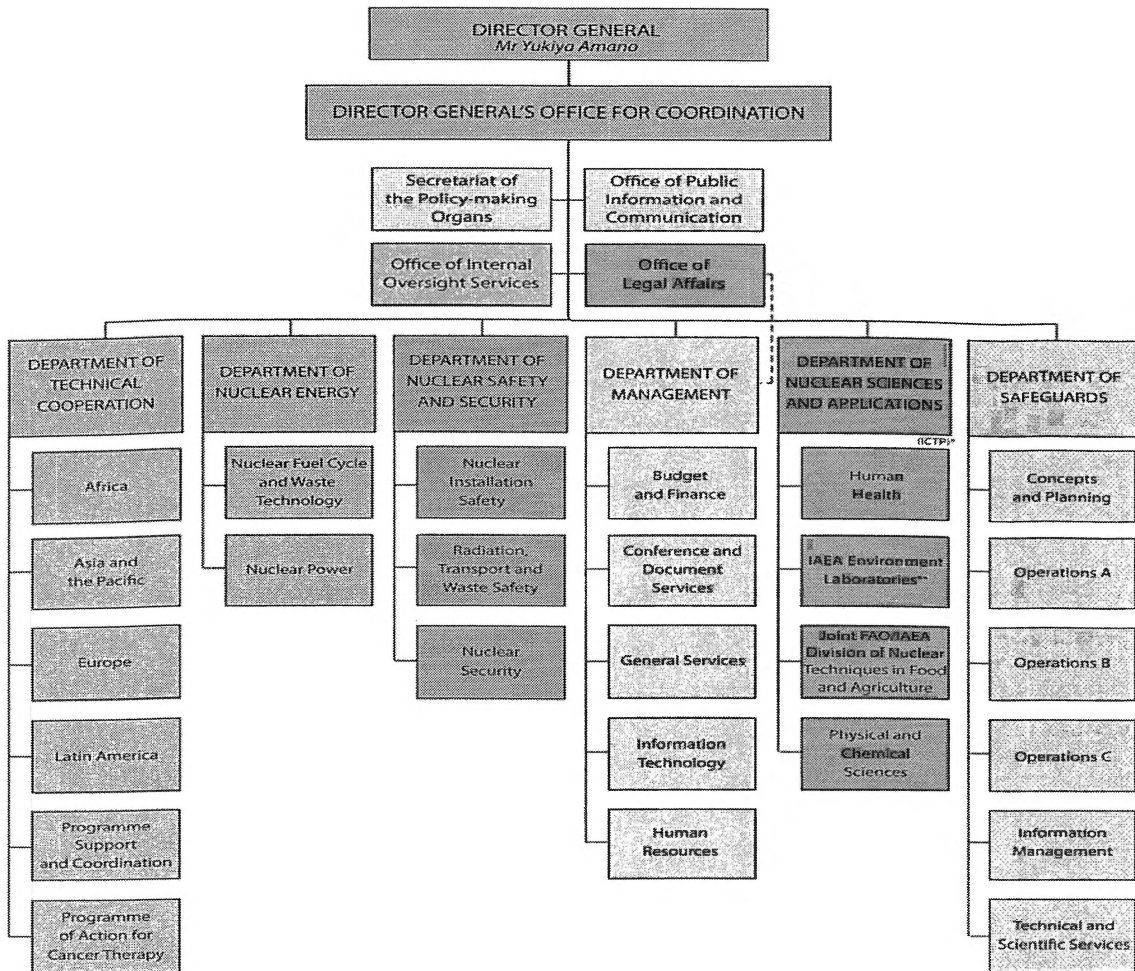 DIRECTOR GENERAL
Mr Yukiya Amano
DIRECTOR GENERAL'S OFFICE FOR COORDINATION
Secretariat of
the Policy-making
Organs
Office of Public
Information and
Communication
Office of Internal
Oversight Services
Office of
Legal Affairs
DEPARTMENT OF
TECHNICAL
COOPERATION
DEPARTMENT OF
NUCLEAR ENERGY
DEPARTMENT OF
NUCLEAR SAFETY
AND SECURITY
DEPARTMENT OF
MANAGEMENT
DEPARTMENT OF
NUCLEAR SCIENCES
AND APPLICATIONS
DEPARTMENT OF
SAFEGUARDS
(ICTP)*
Africa
Asia and
the Pacific
Europe
Latin America
Programme
Support
and Coordination
Programme
of Action for
Cancer Therapy
Nuclear Fuel Cycle
and Waste
Technology
Nuclear Power
Nuclear
Installation
Safety
Radiation,
Transport and
Waste Safety
Nuclear
Security
Budget
and Finance
Conference and
Document
Services
General Services
Information
Technology
Human
Resources
Human
Health
IAEA Environment
Laboratories**
Joint FAO/IAEA
Division of Nuclear
Techniques in Food
and Agriculture
Physical and
Chemical
Sciences
Concepts
and Planning
Operations A
Operations B
Operations C
Information
Management
Technical and
Scientific Services